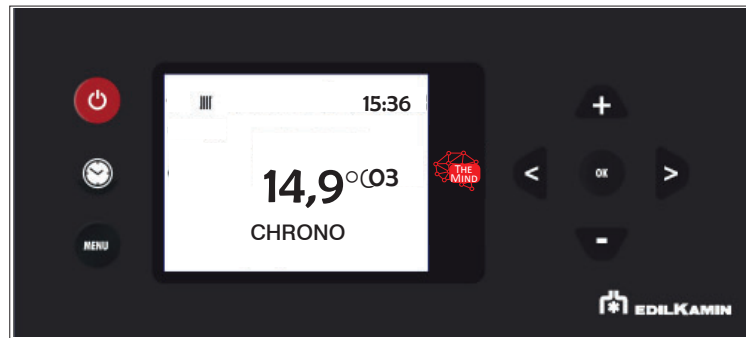 15:36
14,9°C 03
CHRONO
THE
MIND
MENU
+
< OK >
-
EDILKAMIN